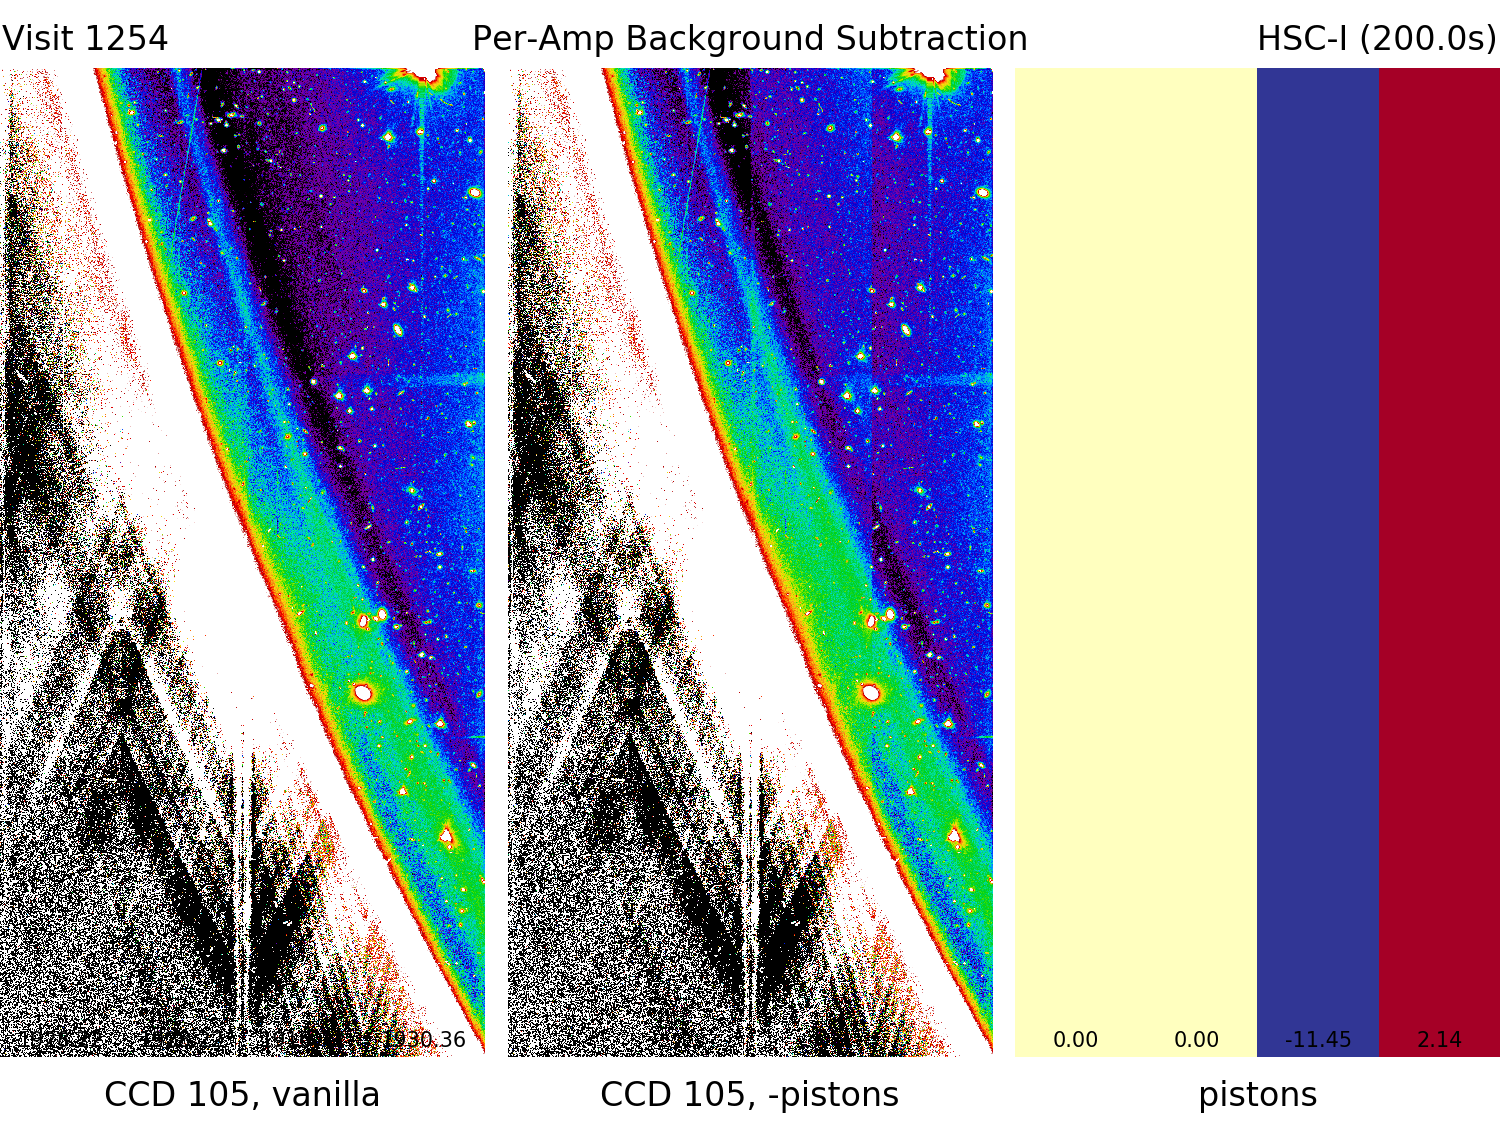 Visit 1254 Per-Amp Background Subtraction HSC-I (200.0s)
1930.36 0.00 0.00 -11.45 2.14
CCD 105, vanilla CCD 105, -pistons pistons